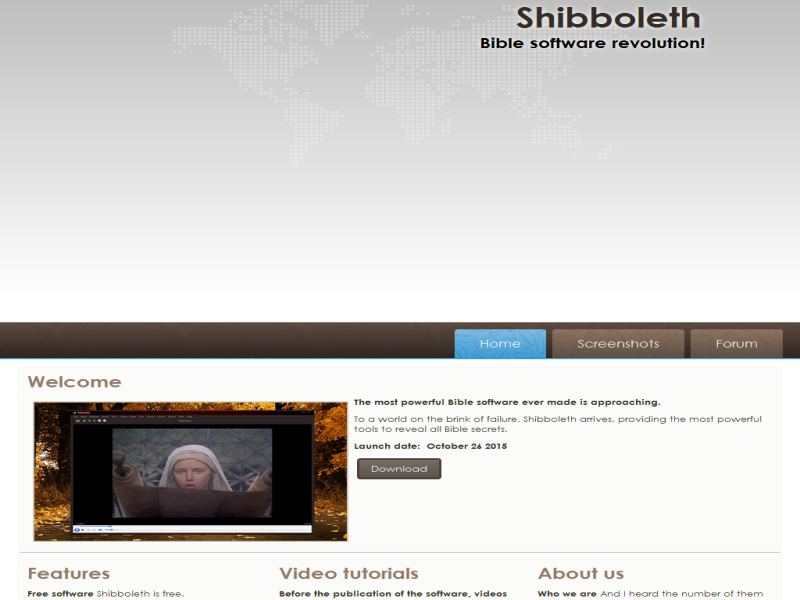 Shibboleth
Bible software revolution!
Home
Screenshots
Forum
Welcome
The most powerful Bible software ever made is approaching.
To a world on the brink of failure, Shibboleth arrives, providing the most powerful
tools to reveal all Bible secrets.
Launch date: October 26 2015
Download
Features
Free software Shibboleth is free.
Video tutorials
Before the publication of the software, videos
About us
Who we are And I heard the number of them